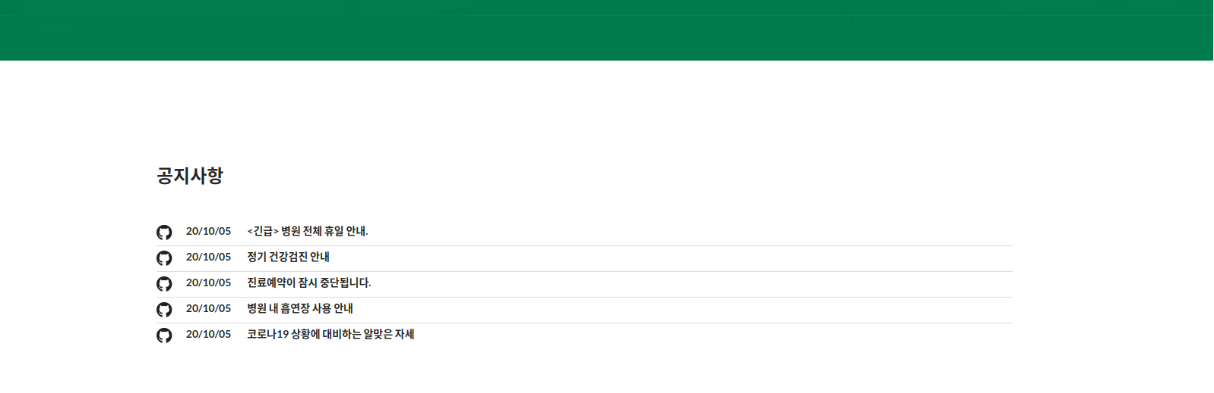 공지사항
20/10/05 <긴급> 병원 전체 휴일 안내.
20/10/05 정기 건강검진 안내
20/10/05 진료예약이 잠시 중단됩니다.
20/10/05 병원 내 흡연장 사용 안내
20/10/05 코로나19 상황에 대비하는 알맞은 자세